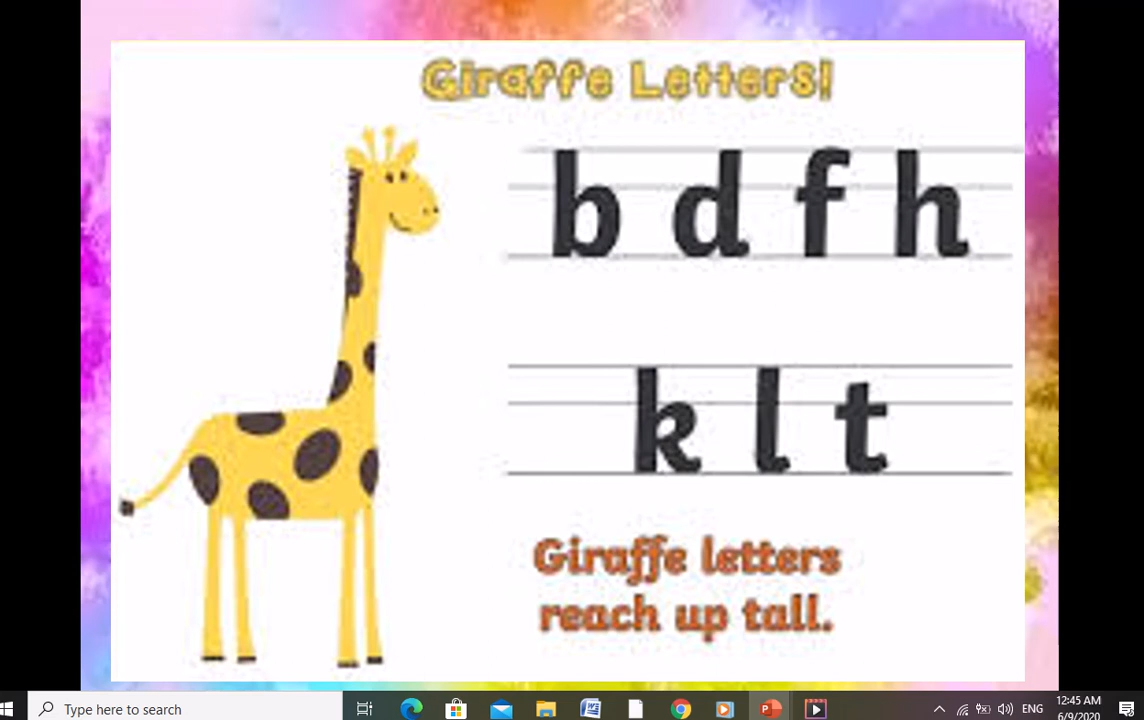 Giraffe Letters!
b d f h
k l t
Giraffe letters
reach up tall.
Type here to search
ENG
12:45 AM
6/9/2020